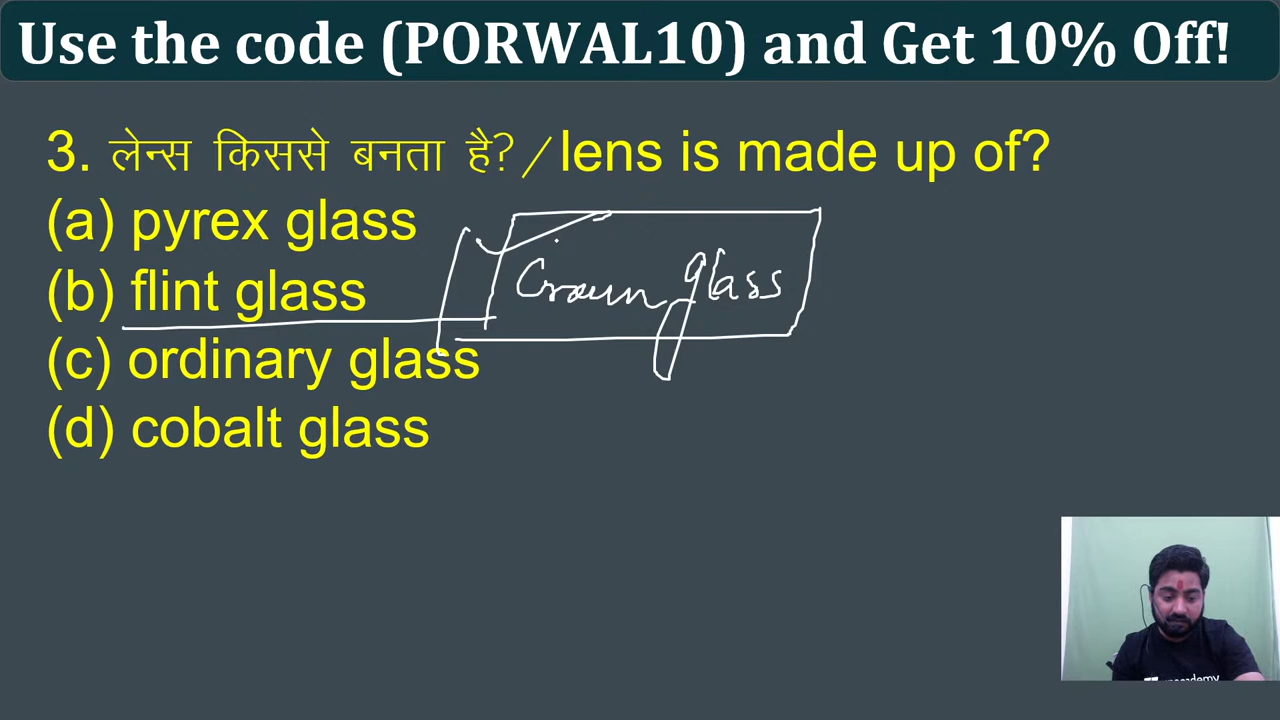 Use the code (PORWAL10) and Get 10% Off!
3. लेन्स किससे बनता है?/lens is made up of?
(a) pyrex glass
(b) flint glass
Crown glass
(c) ordinary glass
(d) cobalt glass